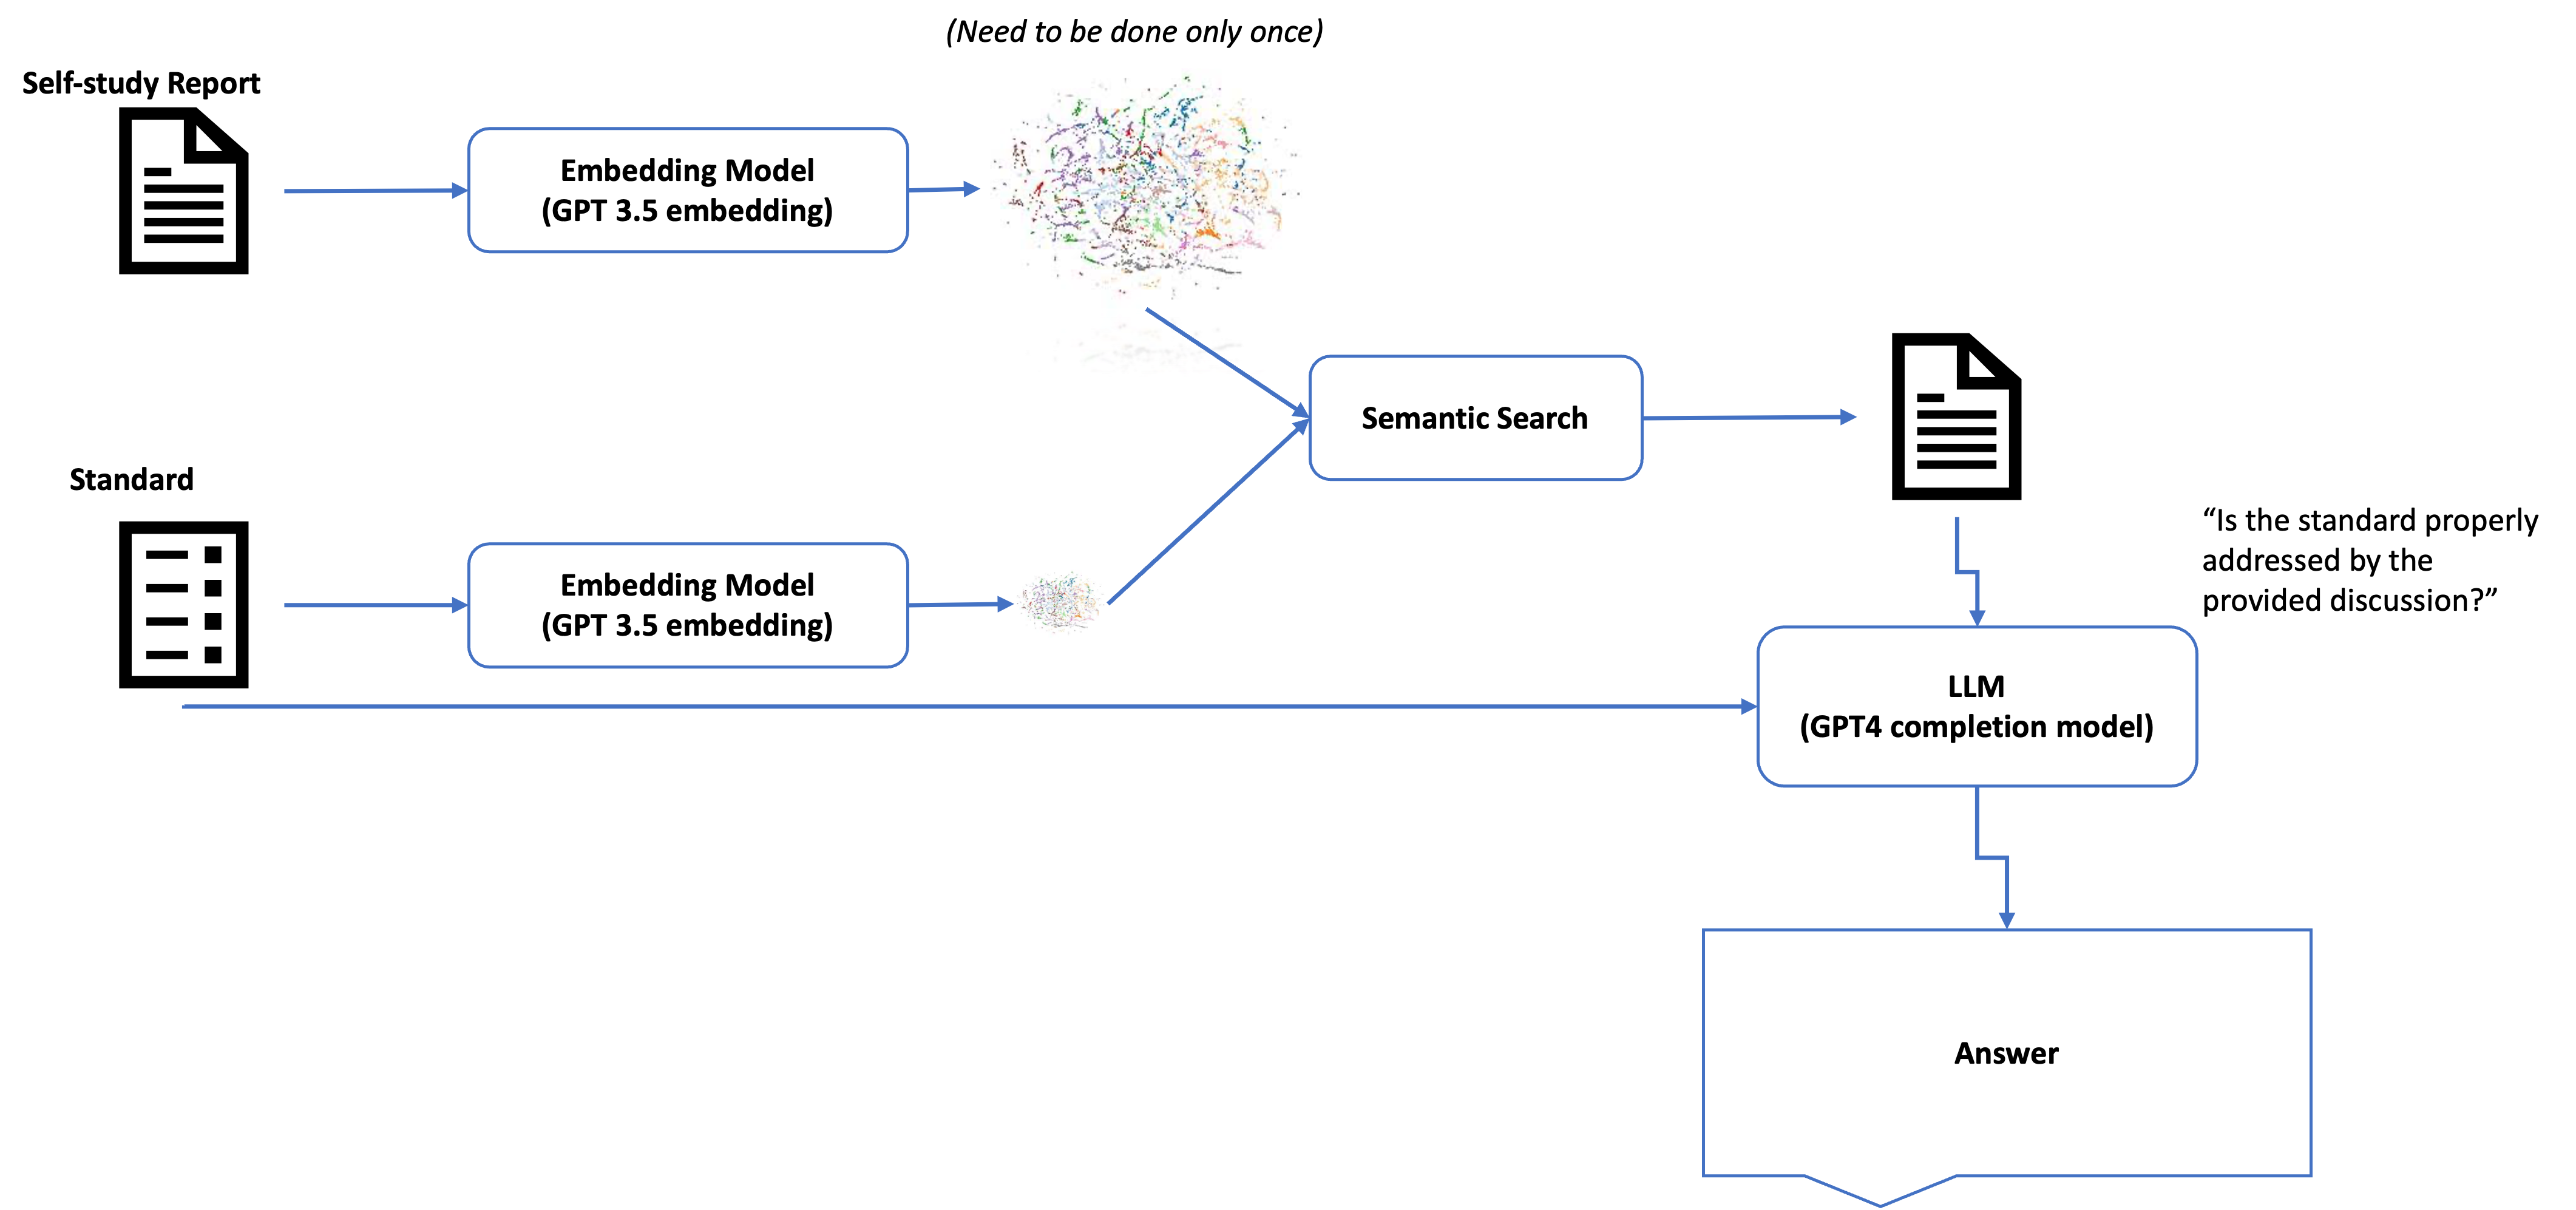 (Need to be done only once)
Self-study Report
Embedding Model
(GPT 3.5 embedding)
Semantic Search
Standard
Embedding Model
(GPT 3.5 embedding)
“Is the standard properly
addressed by the
provided discussion?”
LLM
(GPT4 completion model)
Answer